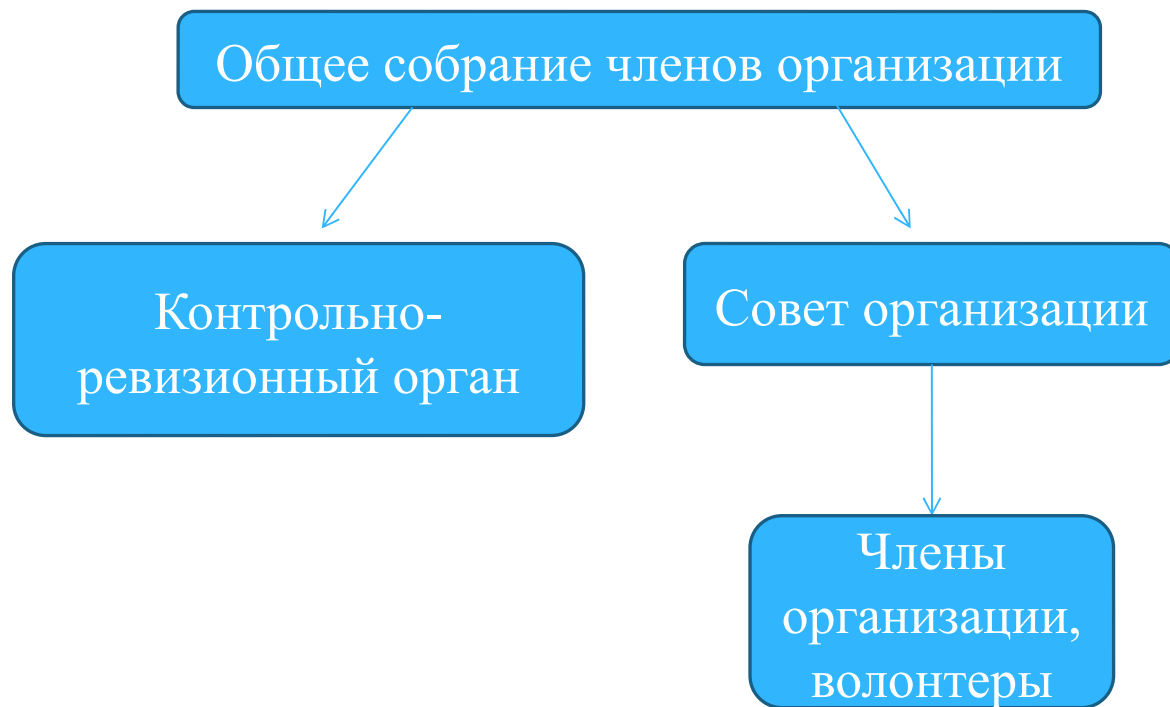 Общее собрание членов организации
Контрольно-
ревизионный орган
Совет организации
Члены
организации,
волонтеры